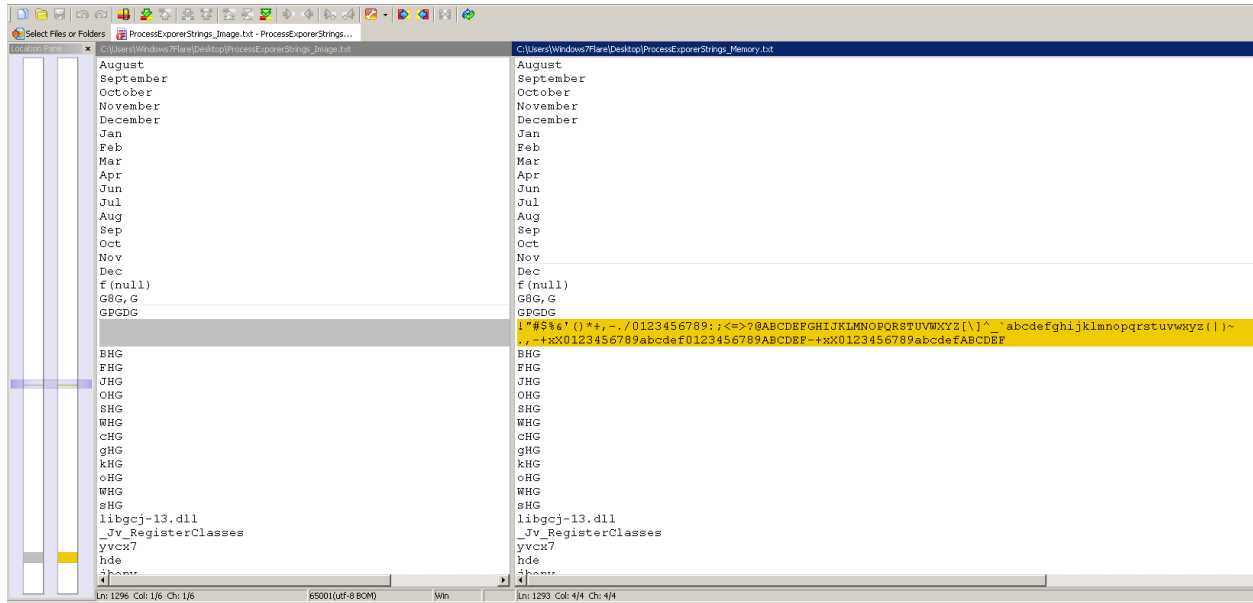 Select Files or Folders
ProcessExporerStrings_Image.txt - ProcessExporerStrings...
Location Pane
x
C:\Users\Windows7Flare\Desktop\ProcessExporerStrings_Image.txt
August
September
October
November
December
Jan
Feb
Mar
Apr
Jun
Jul
Aug
Sep
Oct
Nov
Dec
f(null)
G8G,G
GPGDG
BHG
FHG
JHG
OHG
SHG
WHG
cHG
gHG
kHG
oHG
WHG
sHG
libgcj-13.dll
_Jv_RegisterClasses
yvcx7
hde
Ln: 1296 Col: 1/6 Ch: 1/6
65001(utf-8 BOM)
Win
C:\Users\Windows7Flare\Desktop\ProcessExporerStrings_Memory.txt
August
September
October
November
December
Jan
Feb
Mar
Apr
Jun
Jul
Aug
Sep
Oct
Nov
Dec
f(null)
G8G,G
GPGDG
!"#$%&'()*+,-./0123456789:;<=>?@ABCDEFGHIJKLMNOPQRSTUVWXYZ[\]^_`abcdefghijklmnopqrstuvwxyz{|}~
.,-+xX0123456789abcdef0123456789ABCDEF-+xX0123456789abcdefABCDEF
BHG
FHG
JHG
OHG
SHG
WHG
cHG
gHG
kHG
oHG
WHG
sHG
libgcj-13.dll
_Jv_RegisterClasses
yvcx7
hde
Ln: 1293 Col: 4/4 Ch: 4/4